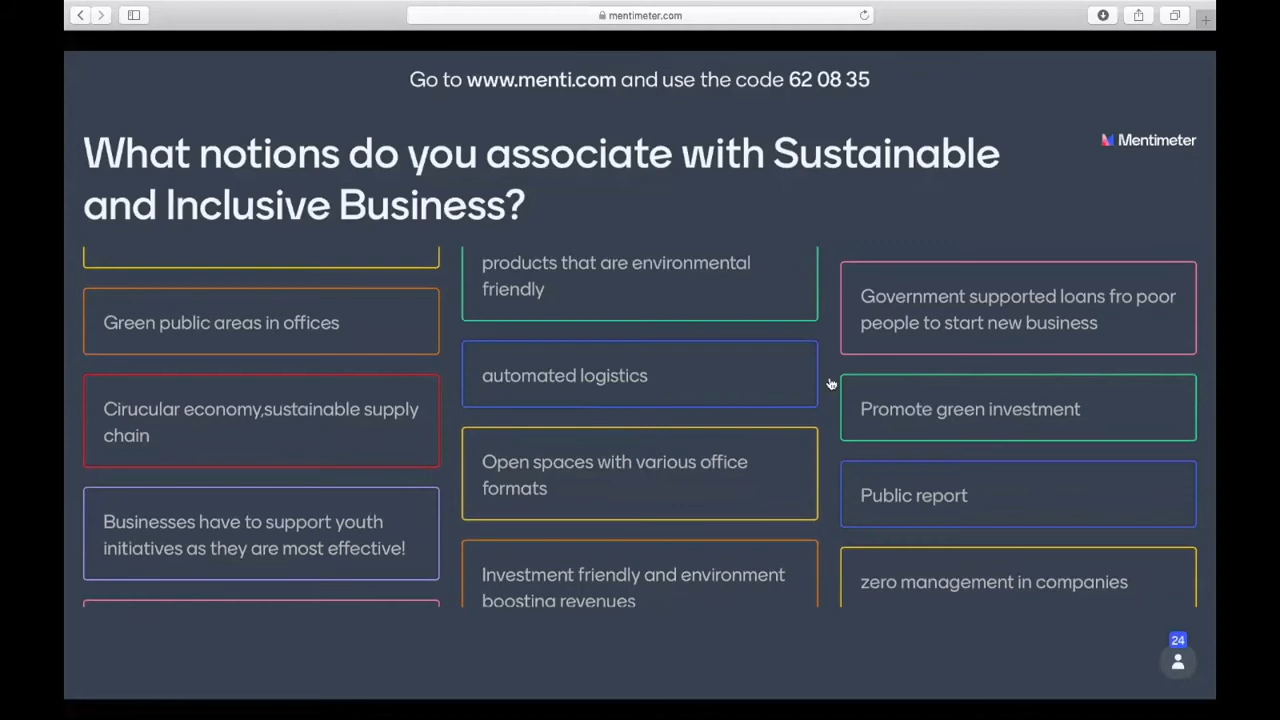 mentimeter.com
Go to www.menti.com and use the code 62 08 35
Mentimeter
What notions do you associate with Sustainable
and Inclusive Business?
Green public areas in offices
Cirucular economy,sustainable supply
chain
Businesses have to support youth
initiatives as they are most effective!
products that are environmental
friendly
automated logistics
Open spaces with various office
formats
Investment friendly and environment
boosting revenues
Government supported loans fro poor
people to start new business
Promote green investment
Public report
zero management in companies
24